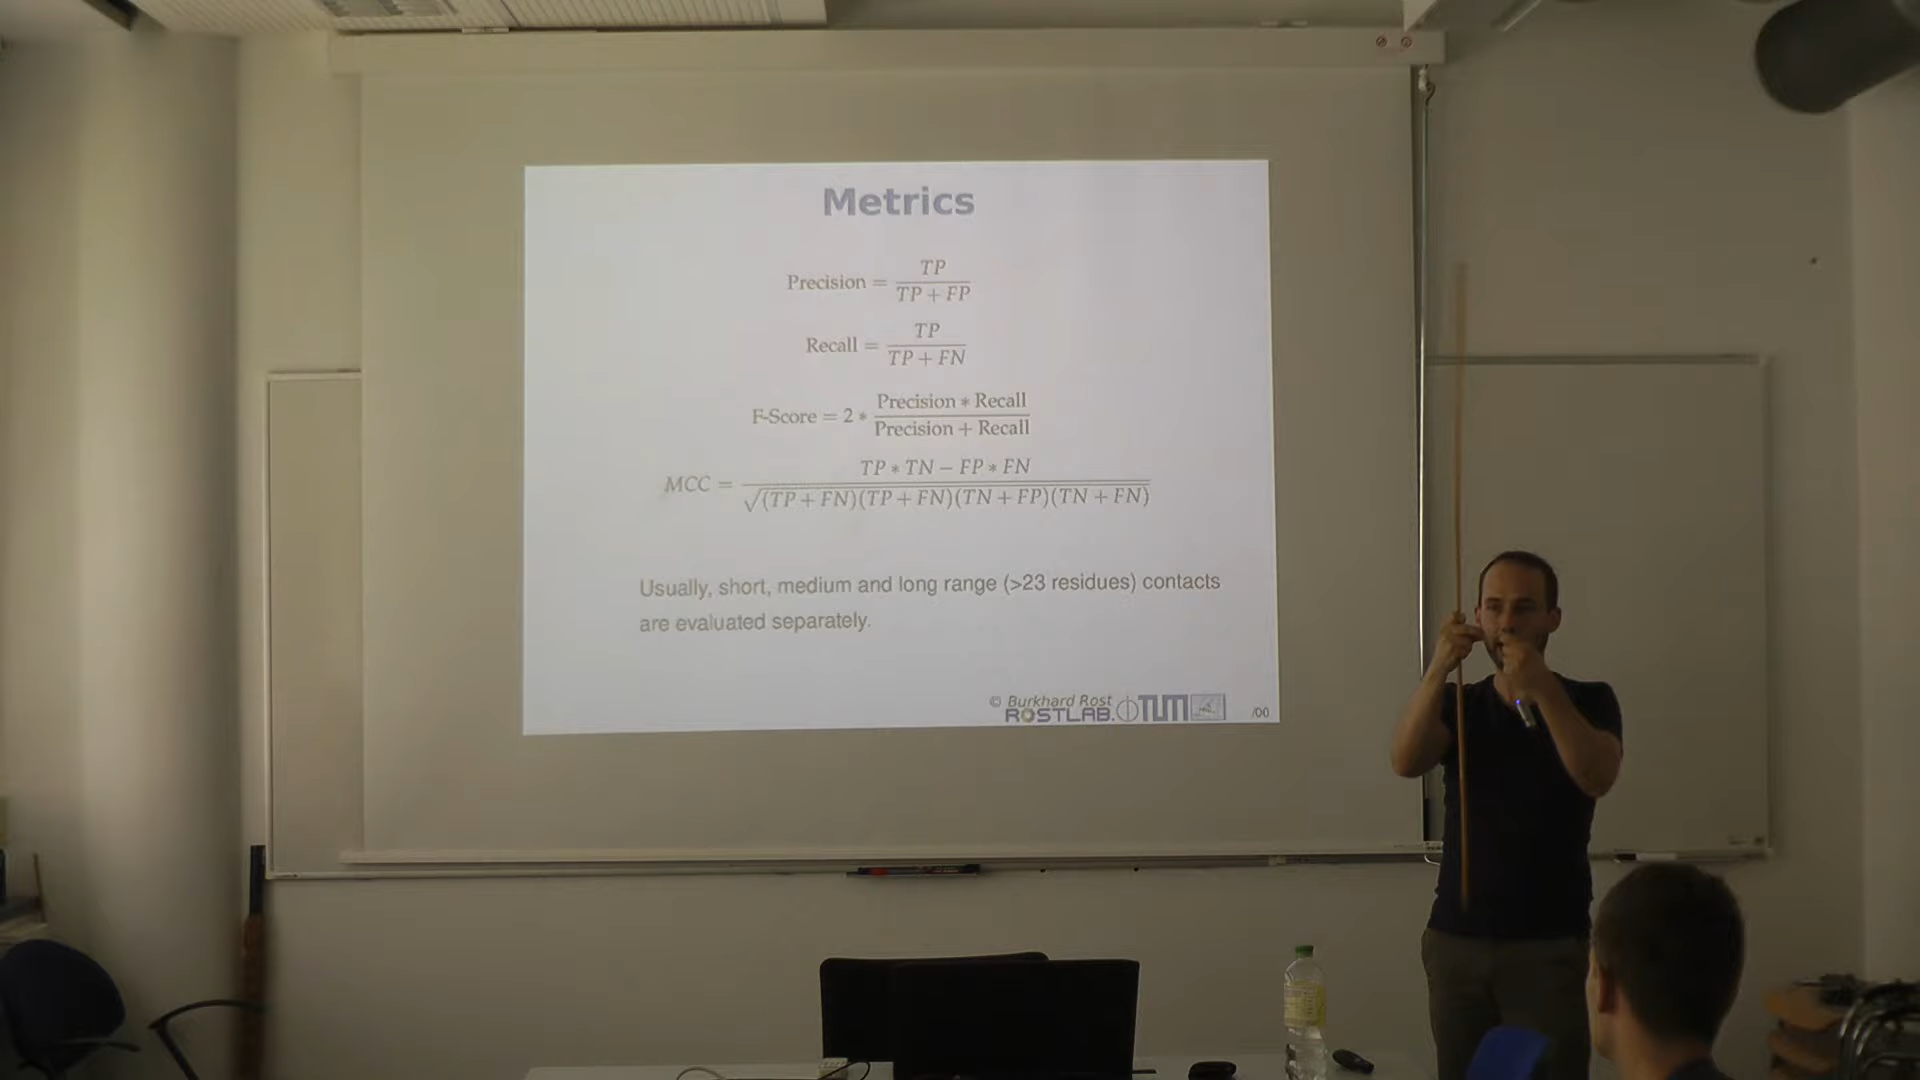 Metrics
Precision = TP / TP + FP
Recall = TP / TP + FN
F-Score = 2 * Precision * Recall / Precision + Recall
MCC = TP * TN − FP * FN / √(TP + FN)(TP + FN)(TN + FP)(TN + FN)
Usually, short, medium and long range (>23 residues) contacts
are evaluated separately.
© Burkhard Rost
ROSTLAB. TUM
/00